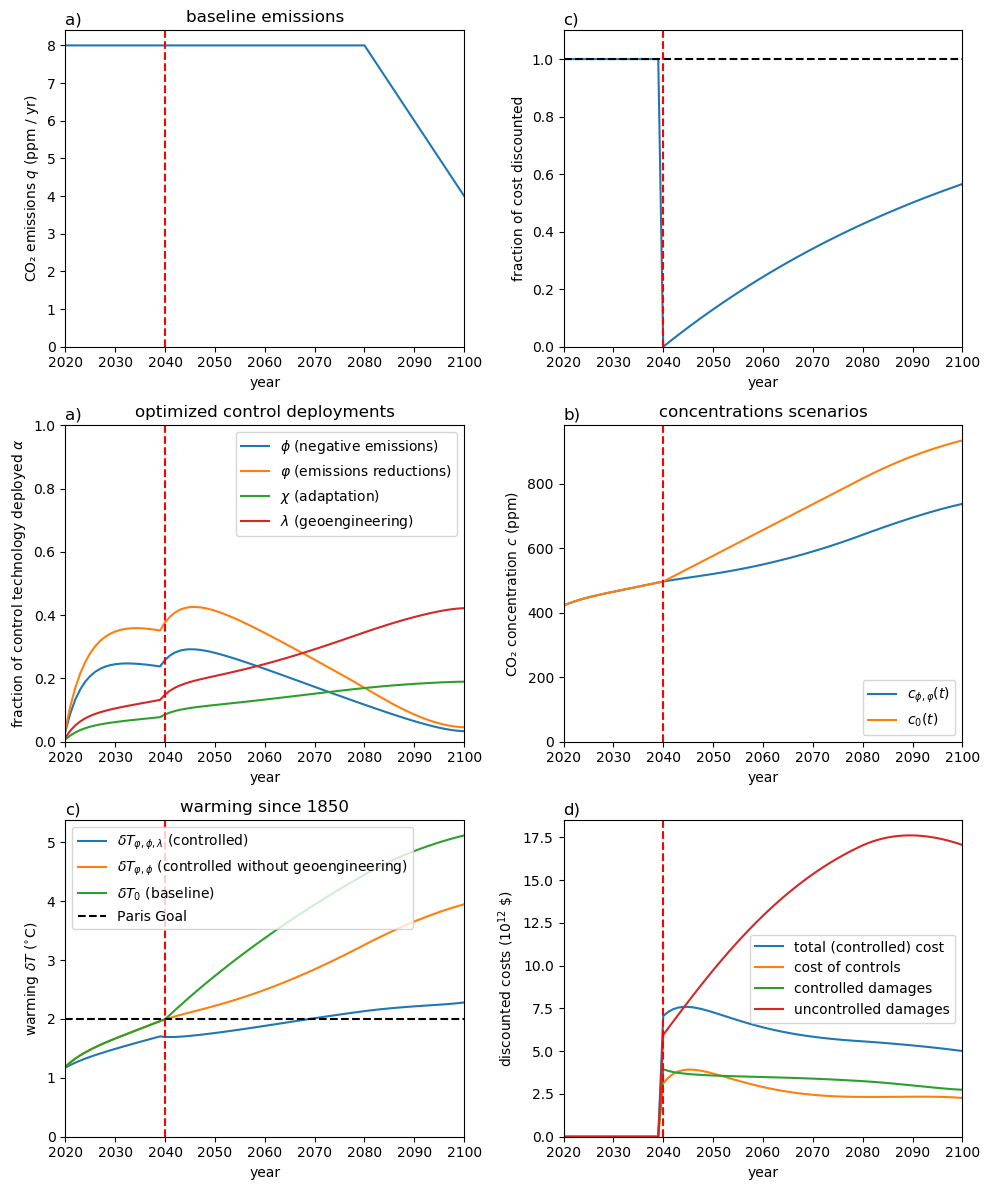 a)
baseline emissions
CO₂ emissions q (ppm / yr)
8
7
6
5
4
3
2
1
0
2020 2030 2040 2050 2060 2070 2080 2090 2100
year
c)
fraction of cost discounted
1.0
0.8
0.6
0.4
0.2
0.0
2020 2030 2040 2050 2060 2070 2080 2090 2100
year
a)
optimized control deployments
fraction of control technology deployed α
1.0
0.8
0.6
0.4
0.2
0.0
ϕ (negative emissions)
φ (emissions reductions)
χ (adaptation)
λ (geoengineering)
2020 2030 2040 2050 2060 2070 2080 2090 2100
year
b)
concentrations scenarios
CO₂ concentration c (ppm)
800
600
400
200
0
cϕ,φ(t)
c₀(t)
2020 2030 2040 2050 2060 2070 2080 2090 2100
year
c)
warming since 1850
warming δT (°C)
5
4
3
2
1
0
δTφ,ϕ,λ (controlled)
δTφ,ϕ (controlled without geoengineering)
δT₀ (baseline)
Paris Goal
2020 2030 2040 2050 2060 2070 2080 2090 2100
year
d)
discounted costs (10¹² $)
17.5
15.0
12.5
10.0
7.5
5.0
2.5
0.0
total (controlled) cost
cost of controls
controlled damages
uncontrolled damages
2020 2030 2040 2050 2060 2070 2080 2090 2100
year